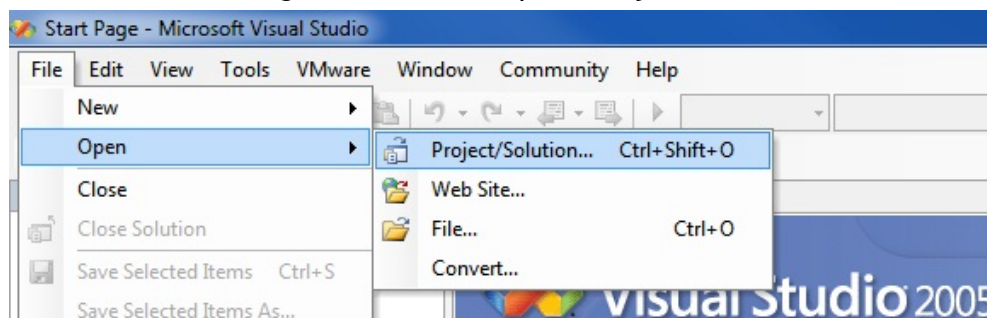 Start Page - Microsoft Visual Studio
File Edit View Tools VMware Window Community Help
New
Open
Project/Solution... Ctrl+Shift+O
Close
Web Site...
Close Solution
File... Ctrl+O
Save Selected Items Ctrl+S
Convert...
Save Selected Items As...
Visual Studio 2005